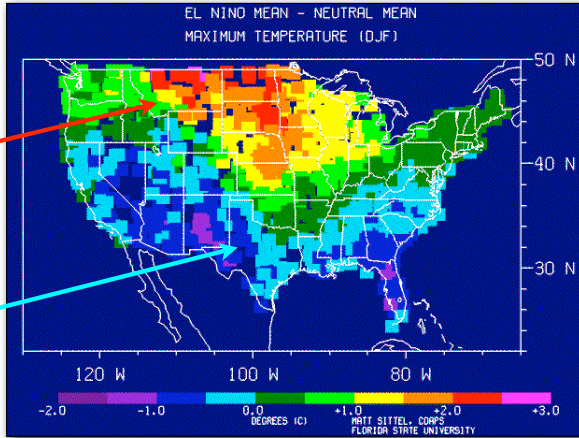 EL NINO MEAN - NEUTRAL MEAN
MAXIMUM TEMPERATURE (DJF)
50 N
40 N
30 N
120 W 100 W 80 W
-2.0 -1.0 0.0 +1.0 +2.0 +3.0
DEGREES (C) MATT SITTEL, COAPS
FLORIDA STATE UNIVERSITY